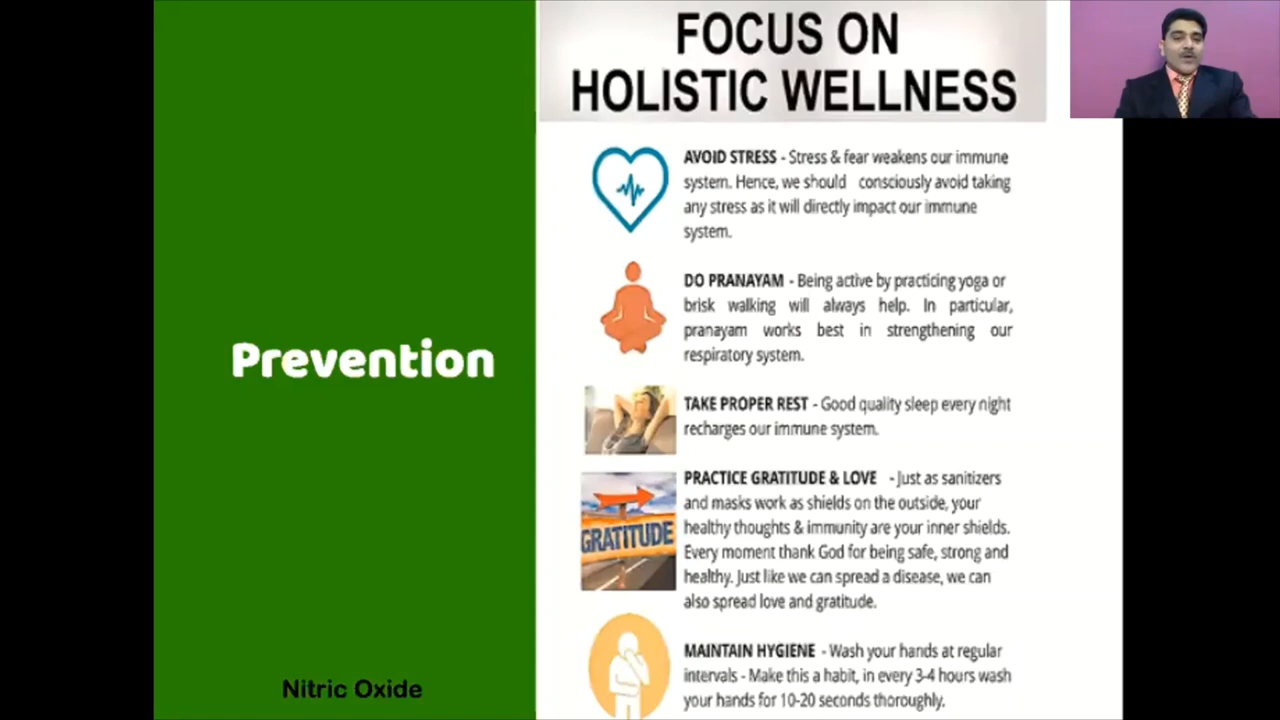 Prevention
Nitric Oxide
FOCUS ON
HOLISTIC WELLNESS
AVOID STRESS - Stress & fear weakens our immune
system. Hence, we should consciously avoid taking
any stress as it will directly impact our immune
system.
DO PRANAYAM - Being active by practicing yoga or
brisk walking will always help. In particular,
pranayam works best in strengthening our
respiratory system.
TAKE PROPER REST - Good quality sleep every night
recharges our immune system.
GRATITUDE
PRACTICE GRATITUDE & LOVE - Just as sanitizers
and masks work as shields on the outside, your
healthy thoughts & immunity are your inner shields.
Every moment thank God for being safe, strong and
healthy. Just like we can spread a disease, we can
also spread love and gratitude.
MAINTAIN HYGIENE - Wash your hands at regular
intervals - Make this a habit, in every 3-4 hours wash
your hands for 10-20 seconds thoroughly.